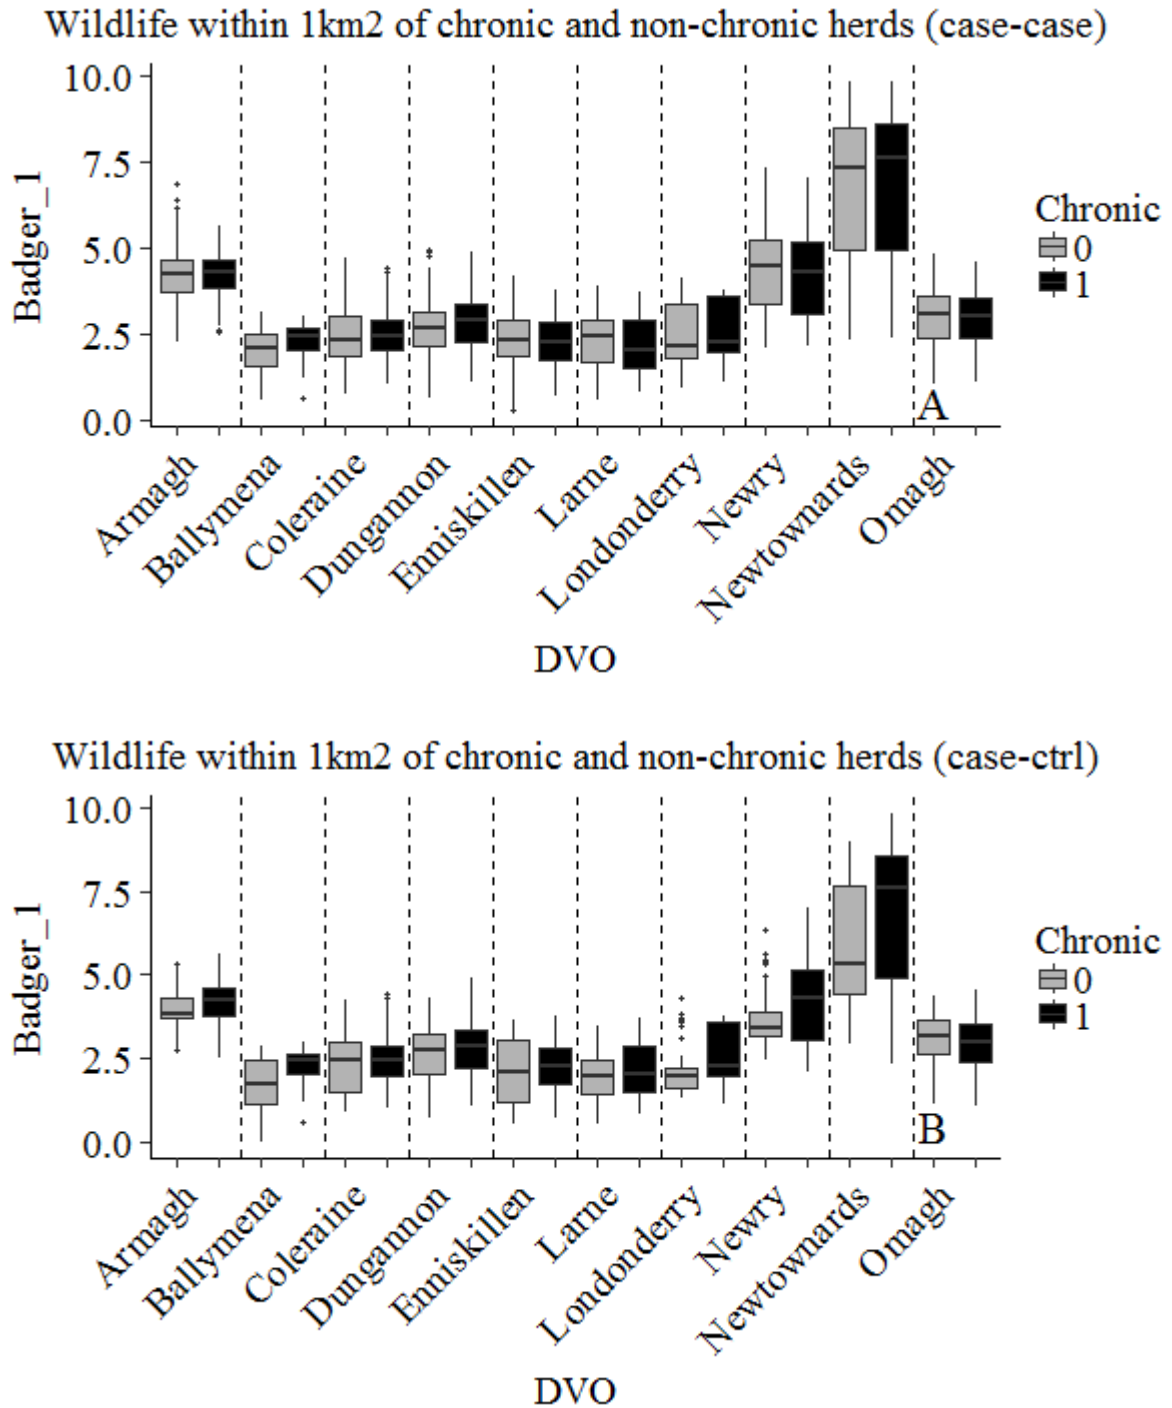 Wildlife within 1km2 of chronic and non-chronic herds (case-case)
10.0
7.5
5.0
2.5
0.0
Badger_1
Chronic
0
1
A
Armagh
Ballymena
Coleraine
Dungannon
Enniskillen
Larne
Londonderry
Newry
Newtownards
Omagh
DVO
Wildlife within 1km2 of chronic and non-chronic herds (case-ctrl)
10.0
7.5
5.0
2.5
0.0
Badger_1
Chronic
0
1
B
Armagh
Ballymena
Coleraine
Dungannon
Enniskillen
Larne
Londonderry
Newry
Newtownards
Omagh
DVO